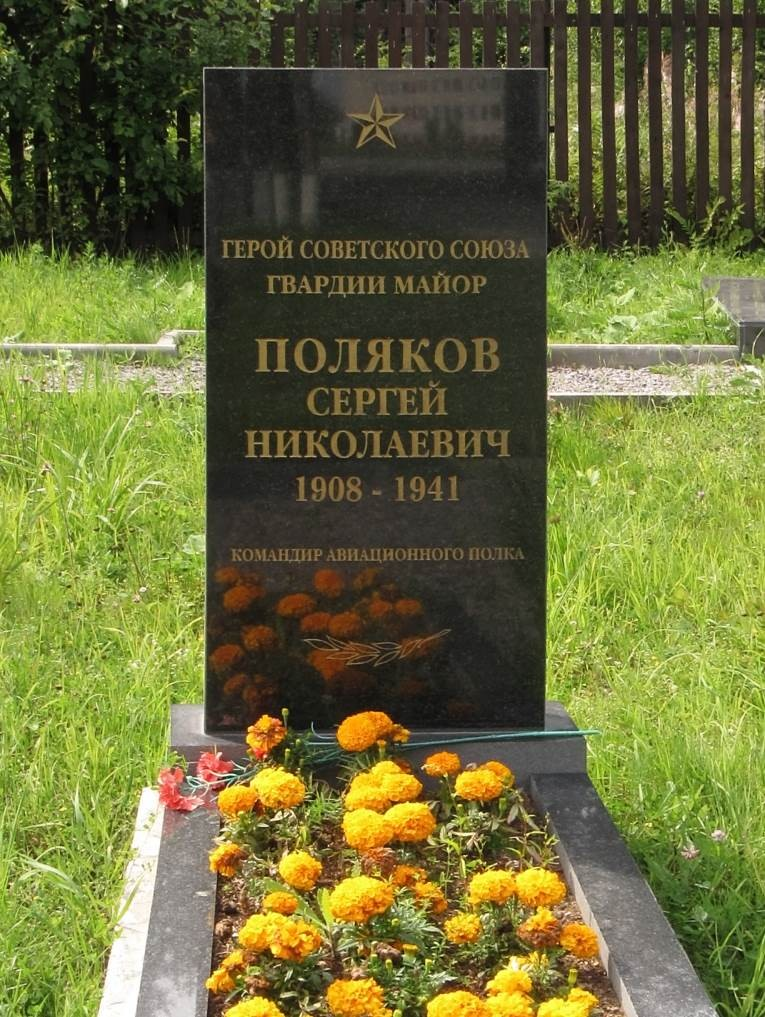 ГЕРОЙ СОВЕТСКОГО СОЮЗА
ГВАРДИИ МАЙОР
ПОЛЯКОВ
СЕРГЕЙ
НИКОЛАЕВИЧ
1908 - 1941
КОМАНДИР АВИАЦИОННОГО ПОЛКА